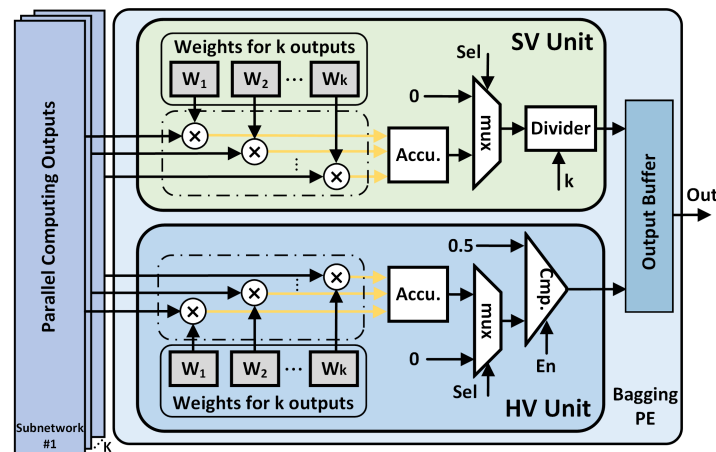 Parallel Computing Outputs
Subnetwork
#1
K
Weights for k outputs
W1
W2
...
Wk
SV Unit
Sel
0
mux
Accu.
Divider
k
Output Buffer
Out
0.5
Cmp.
Accu.
mux
0
En
Sel
W1
W2
...
Wk
Weights for k outputs
HV Unit
Bagging
PE